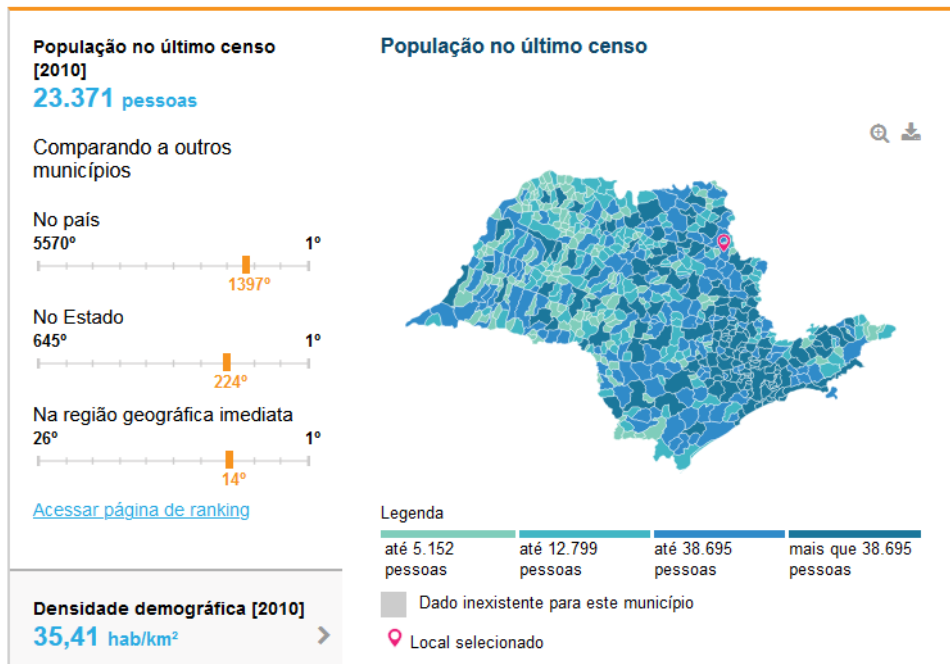 População no último censo
[2010]
23.371 pessoas
Comparando a outros
municípios
No país
5570º 1º
1397º
No Estado
645º 1º
224º
Na região geográfica imediata
26º 1º
14º
Acessar página de ranking
Densidade demográfica [2010]
35,41 hab/km²
População no último censo
Legenda
até 5.152
pessoas
até 12.799
pessoas
até 38.695
pessoas
mais que 38.695
pessoas
Dado inexistente para este município
Local selecionado